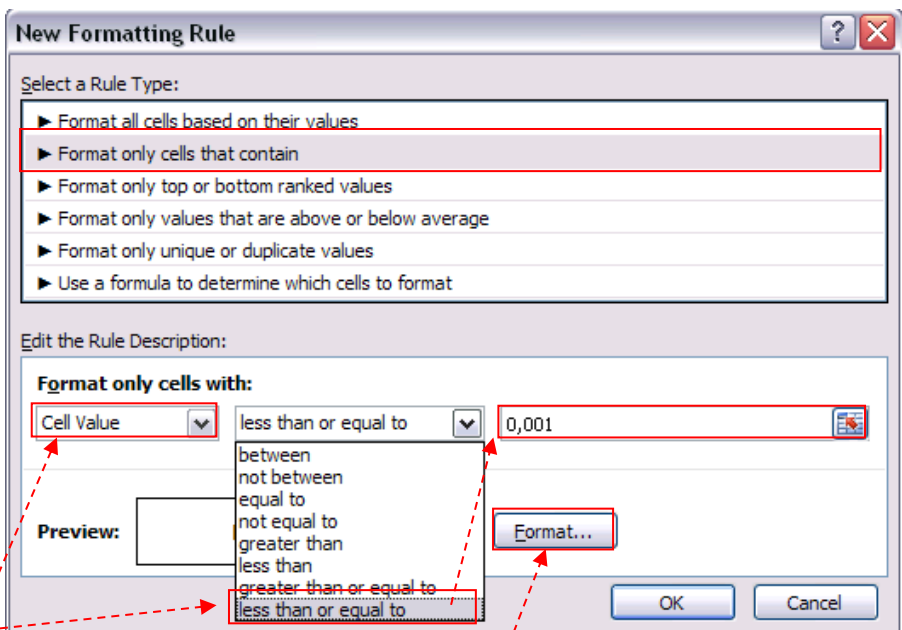 New Formatting Rule
Select a Rule Type:
► Format all cells based on their values
► Format only cells that contain
► Format only top or bottom ranked values
► Format only values that are above or below average
► Format only unique or duplicate values
► Use a formula to determine which cells to format
Edit the Rule Description:
Format only cells with:
Cell Value less than or equal to 0,001
between
not between
equal to
not equal to
greater than
less than
greater than or equal to
less than or equal to
Preview:
Format...
OK Cancel